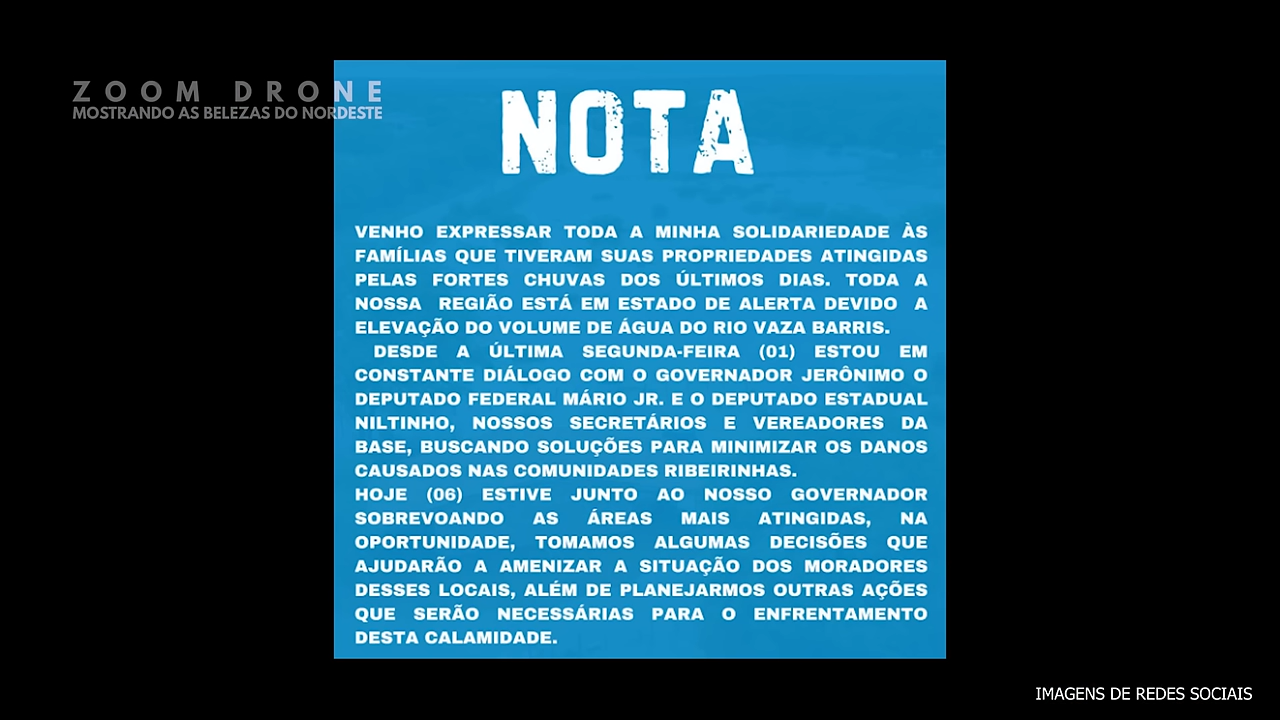 ZOOM DRONE
MOSTRANDO AS BELEZAS DO NORDESTE
NOTA
VENHO EXPRESSAR TODA A MINHA SOLIDARIEDADE ÀS
FAMÍLIAS QUE TIVERAM SUAS PROPRIEDADES ATINGIDAS
PELAS FORTES CHUVAS DOS ÚLTIMOS DIAS. TODA A
NOSSA REGIÃO ESTÁ EM ESTADO DE ALERTA DEVIDO A
ELEVAÇÃO DO VOLUME DE ÁGUA DO RIO VAZA BARRIS.
DESDE A ÚLTIMA SEGUNDA-FEIRA (01) ESTOU EM
CONSTANTE DIÁLOGO COM O GOVERNADOR JERÔNIMO O
DEPUTADO FEDERAL MÁRIO JR. E O DEPUTADO ESTADUAL
NILTINHO, NOSSOS SECRETÁRIOS E VEREADORES DA
BASE, BUSCANDO SOLUÇÕES PARA MINIMIZAR OS DANOS
CAUSADOS NAS COMUNIDADES RIBEIRINHAS.
HOJE (06) ESTIVE JUNTO AO NOSSO GOVERNADOR
SOBREVOANDO AS ÁREAS MAIS ATINGIDAS, NA
OPORTUNIDADE, TOMAMOS ALGUMAS DECISÕES QUE
AJUDARÃO A AMENIZAR A SITUAÇÃO DOS MORADORES
DESSES LOCAIS, ALÉM DE PLANEJARMOS OUTRAS AÇÕES
QUE SERÃO NECESSÁRIAS PARA O ENFRENTAMENTO
DESTA CALAMIDADE.
IMAGENS DE REDES SOCIAIS